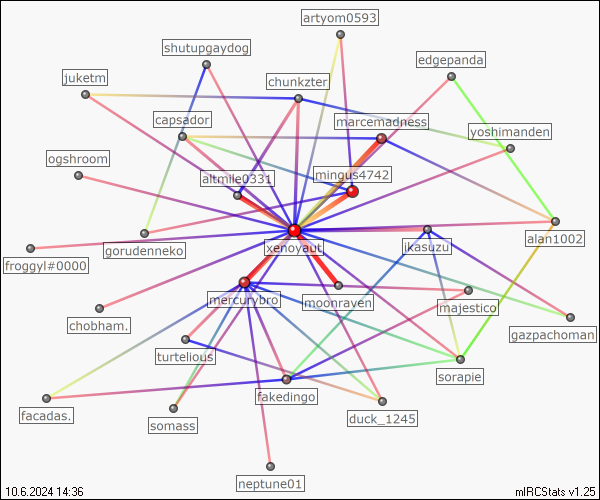 artyom0593
shutupgaydog
edgepanda
juketm
chunkzter
capsador
marcemadness
yoshimanden
ogshroom
altmile0331
mingus4742
gorudenneko
xenoyaut
jkasuzu
alan1002
froggyl#0000
mercurybro
moonraven
majestico
chobham.
gazpachoman
turtelious
sorapie
fakedingo
facadas.
somass
duck_1245
neptune01
10.6.2024 14:36
mIRCStats v1.25